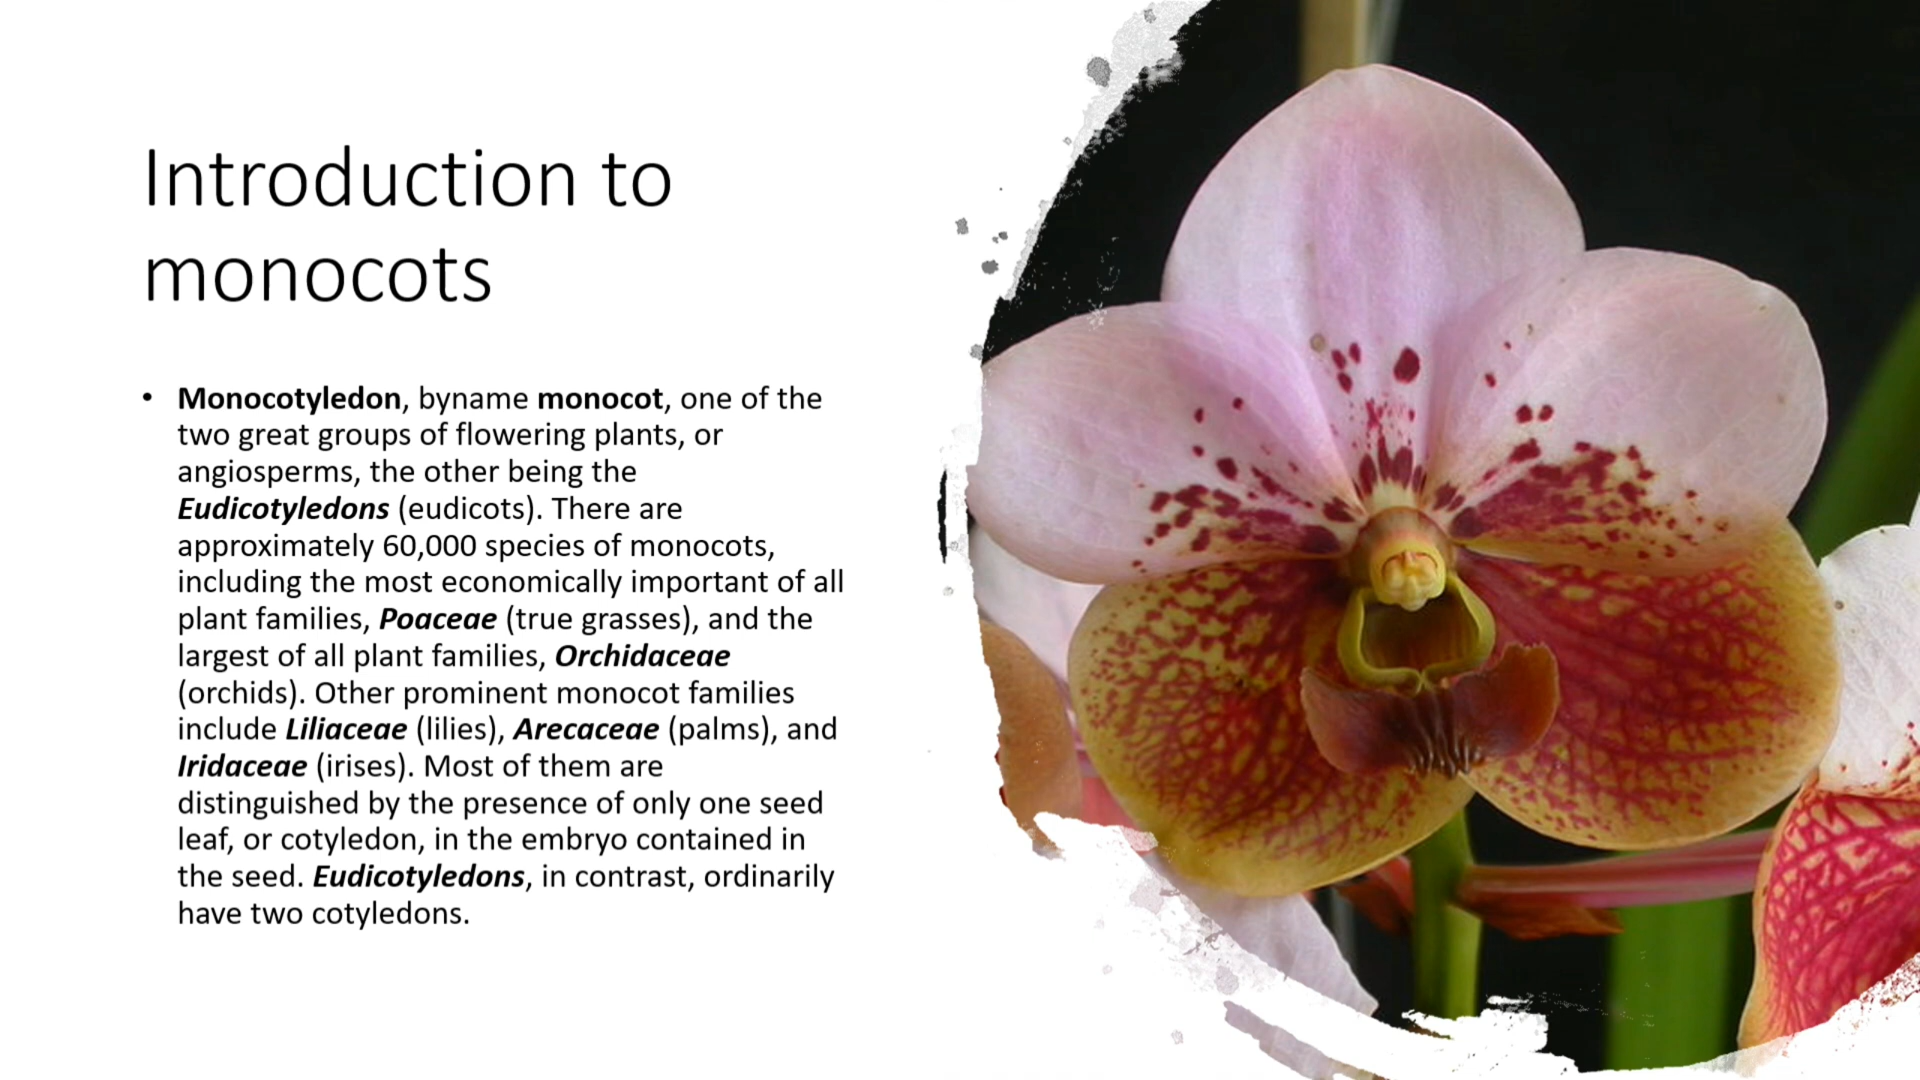 Introduction to
monocots
• Monocotyledon, byname monocot, one of the
two great groups of flowering plants, or
angiosperms, the other being the
Eudicotyledons (eudicots). There are
approximately 60,000 species of monocots,
including the most economically important of all
plant families, Poaceae (true grasses), and the
largest of all plant families, Orchidaceae
(orchids). Other prominent monocot families
include Liliaceae (lilies), Arecaceae (palms), and
Iridaceae (irises). Most of them are
distinguished by the presence of only one seed
leaf, or cotyledon, in the embryo contained in
the seed. Eudicotyledons, in contrast, ordinarily
have two cotyledons.